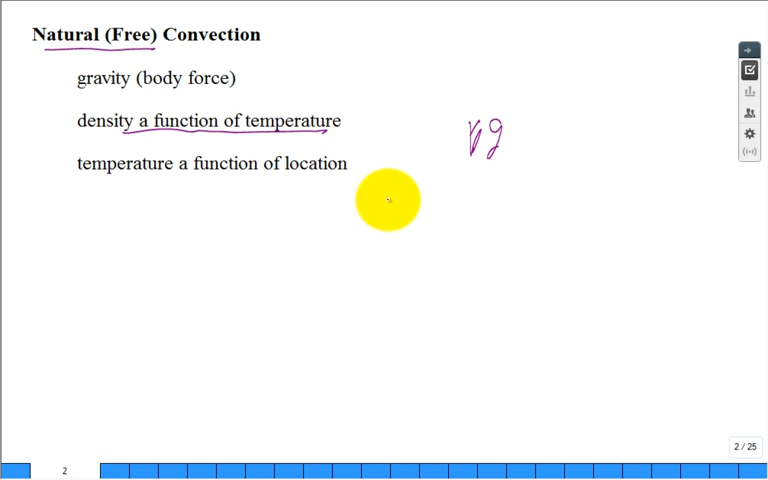 Natural (Free) Convection
gravity (body force)
density a function of temperature
temperature a function of location
2 / 25
2